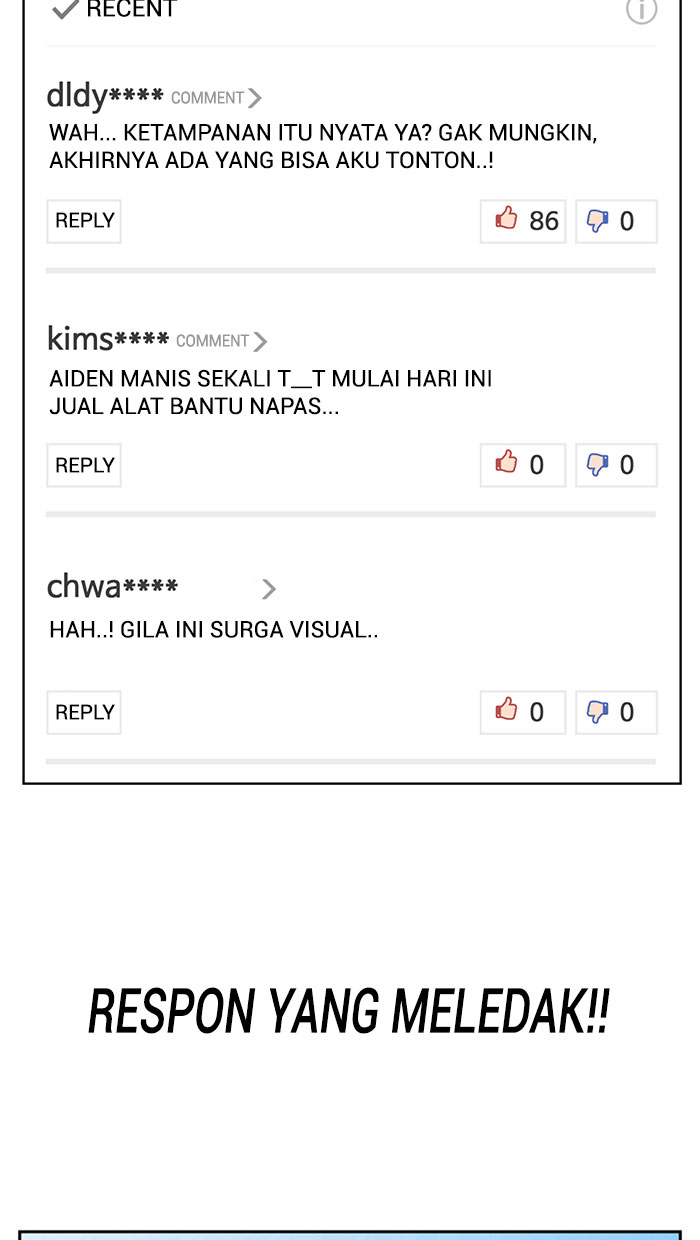 RECENT
dldy**** COMMENT
WAH... KETAMPANAN ITU NYATA YA? GAK MUNGKIN,
AKHIRNYA ADA YANG BISA AKU TONTON..!
REPLY 86 0
kims**** COMMENT
AIDEN MANIS SEKALI T__T MULAI HARI INI
JUAL ALAT BANTU NAPAS...
REPLY 0 0
chwa****
HAH..! GILA INI SURGA VISUAL..
REPLY 0 0
RESPON YANG MELEDAK!!